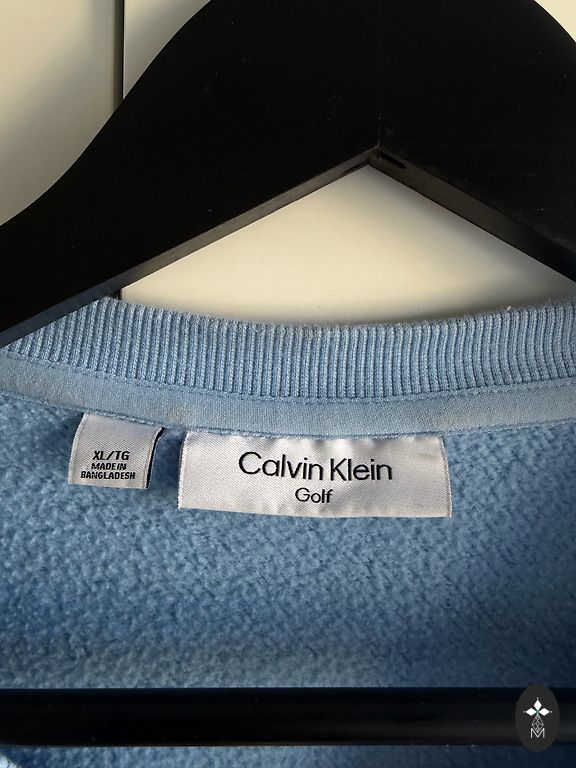 XL/TG
MADE IN
BANGLADESH
Calvin Klein
Golf
M